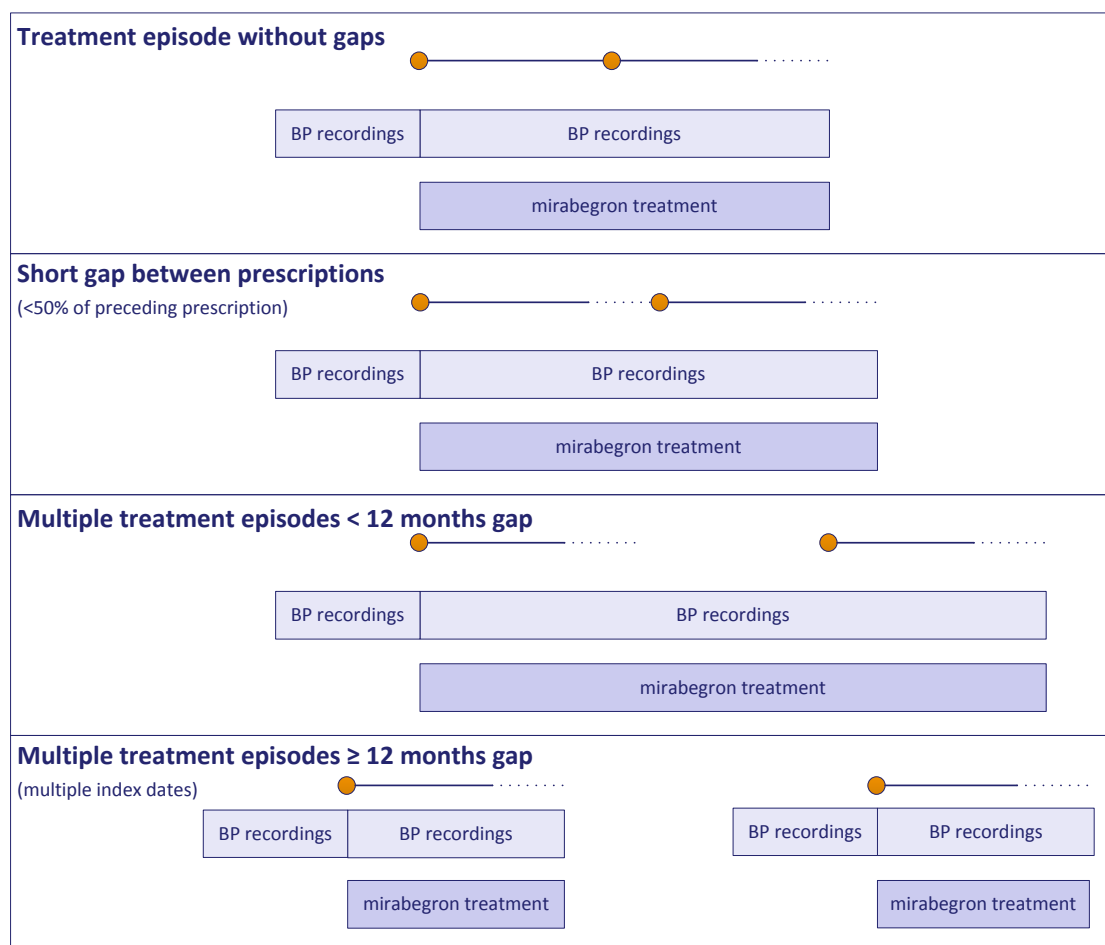 Treatment episode without gaps
BP recordings
BP recordings
mirabegron treatment
Short gap between prescriptions
(<50% of preceding prescription)
BP recordings
BP recordings
mirabegron treatment
Multiple treatment episodes < 12 months gap
BP recordings
BP recordings
mirabegron treatment
Multiple treatment episodes ≥ 12 months gap
(multiple index dates)
BP recordings
BP recordings
BP recordings
BP recordings
mirabegron treatment
mirabegron treatment